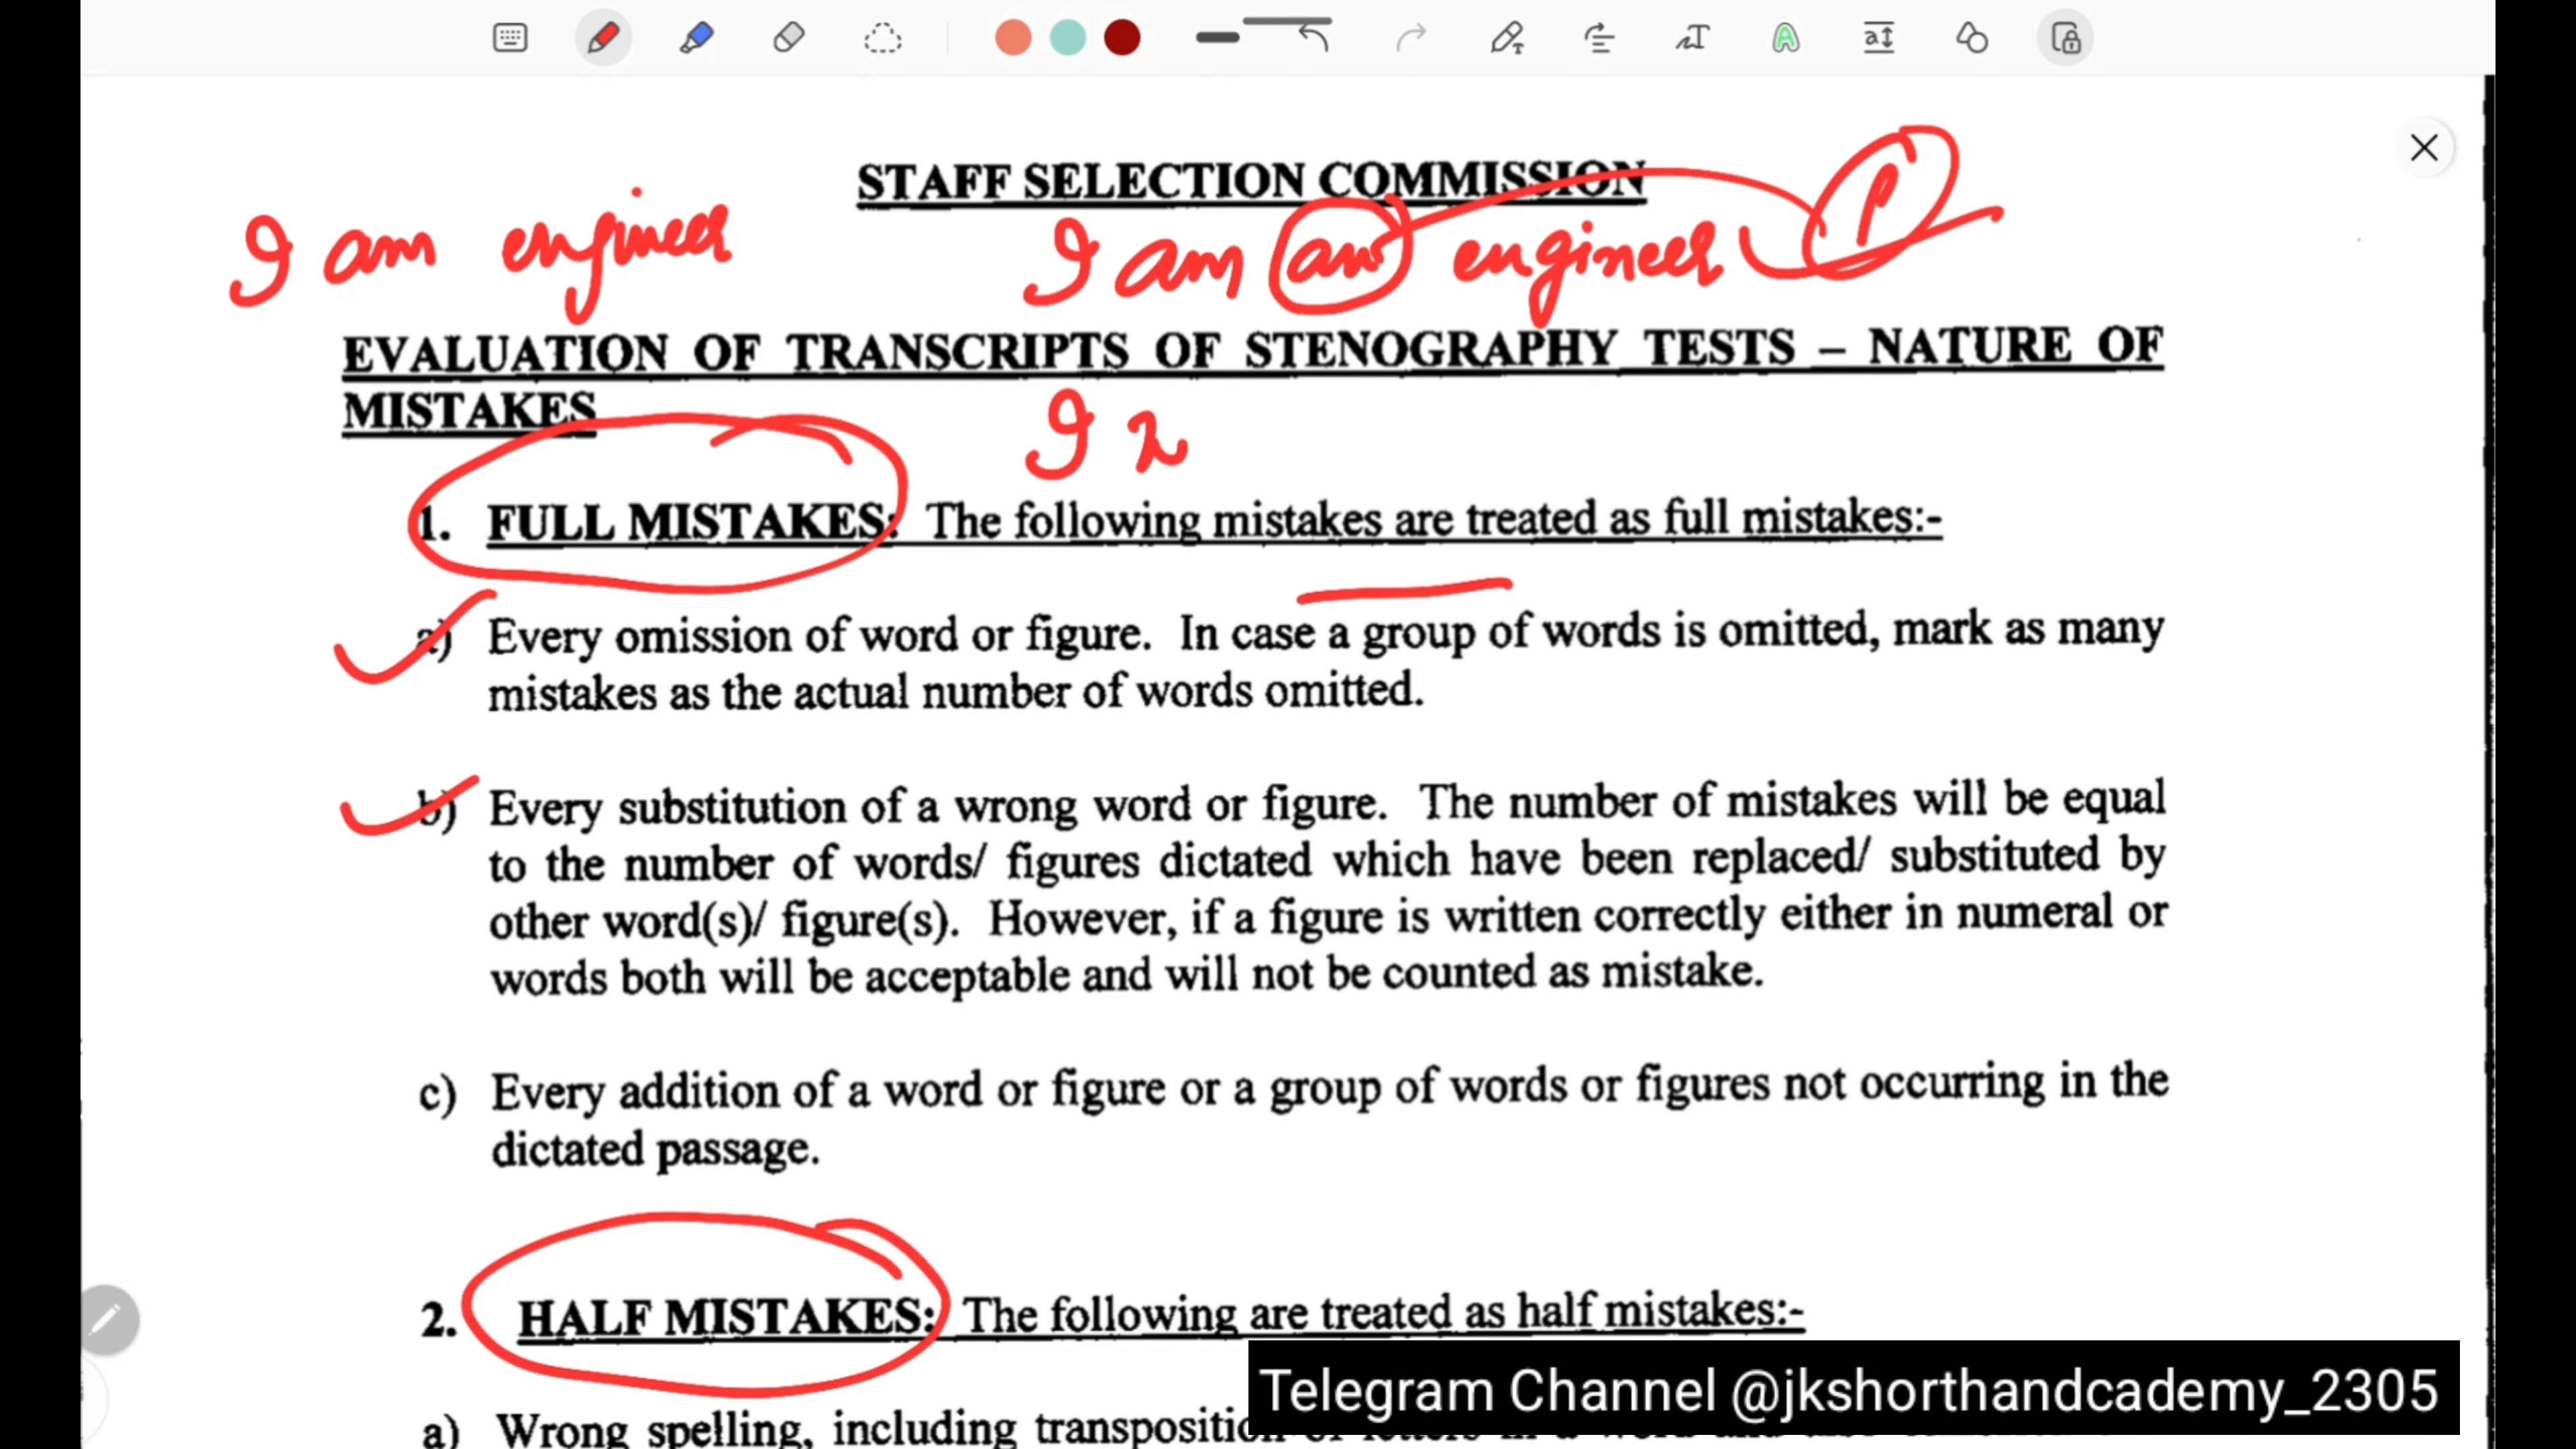 STAFF SELECTION COMMISSION
I am engineer
I am an engineer
EVALUATION OF TRANSCRIPTS OF STENOGRAPHY TESTS – NATURE OF
MISTAKES
1. FULL MISTAKES: The following mistakes are treated as full mistakes:-
a) Every omission of word or figure. In case a group of words is omitted, mark as many
mistakes as the actual number of words omitted.
b) Every substitution of a wrong word or figure. The number of mistakes will be equal
to the number of words/ figures dictated which have been replaced/ substituted by
other word(s)/ figure(s). However, if a figure is written correctly either in numeral or
words both will be acceptable and will not be counted as mistake.
c) Every addition of a word or figure or a group of words or figures not occurring in the
dictated passage.
2. HALF MISTAKES: The following are treated as half mistakes:-
Telegram Channel @jkshorthandcademy_2305
a) Wrong spelling, including